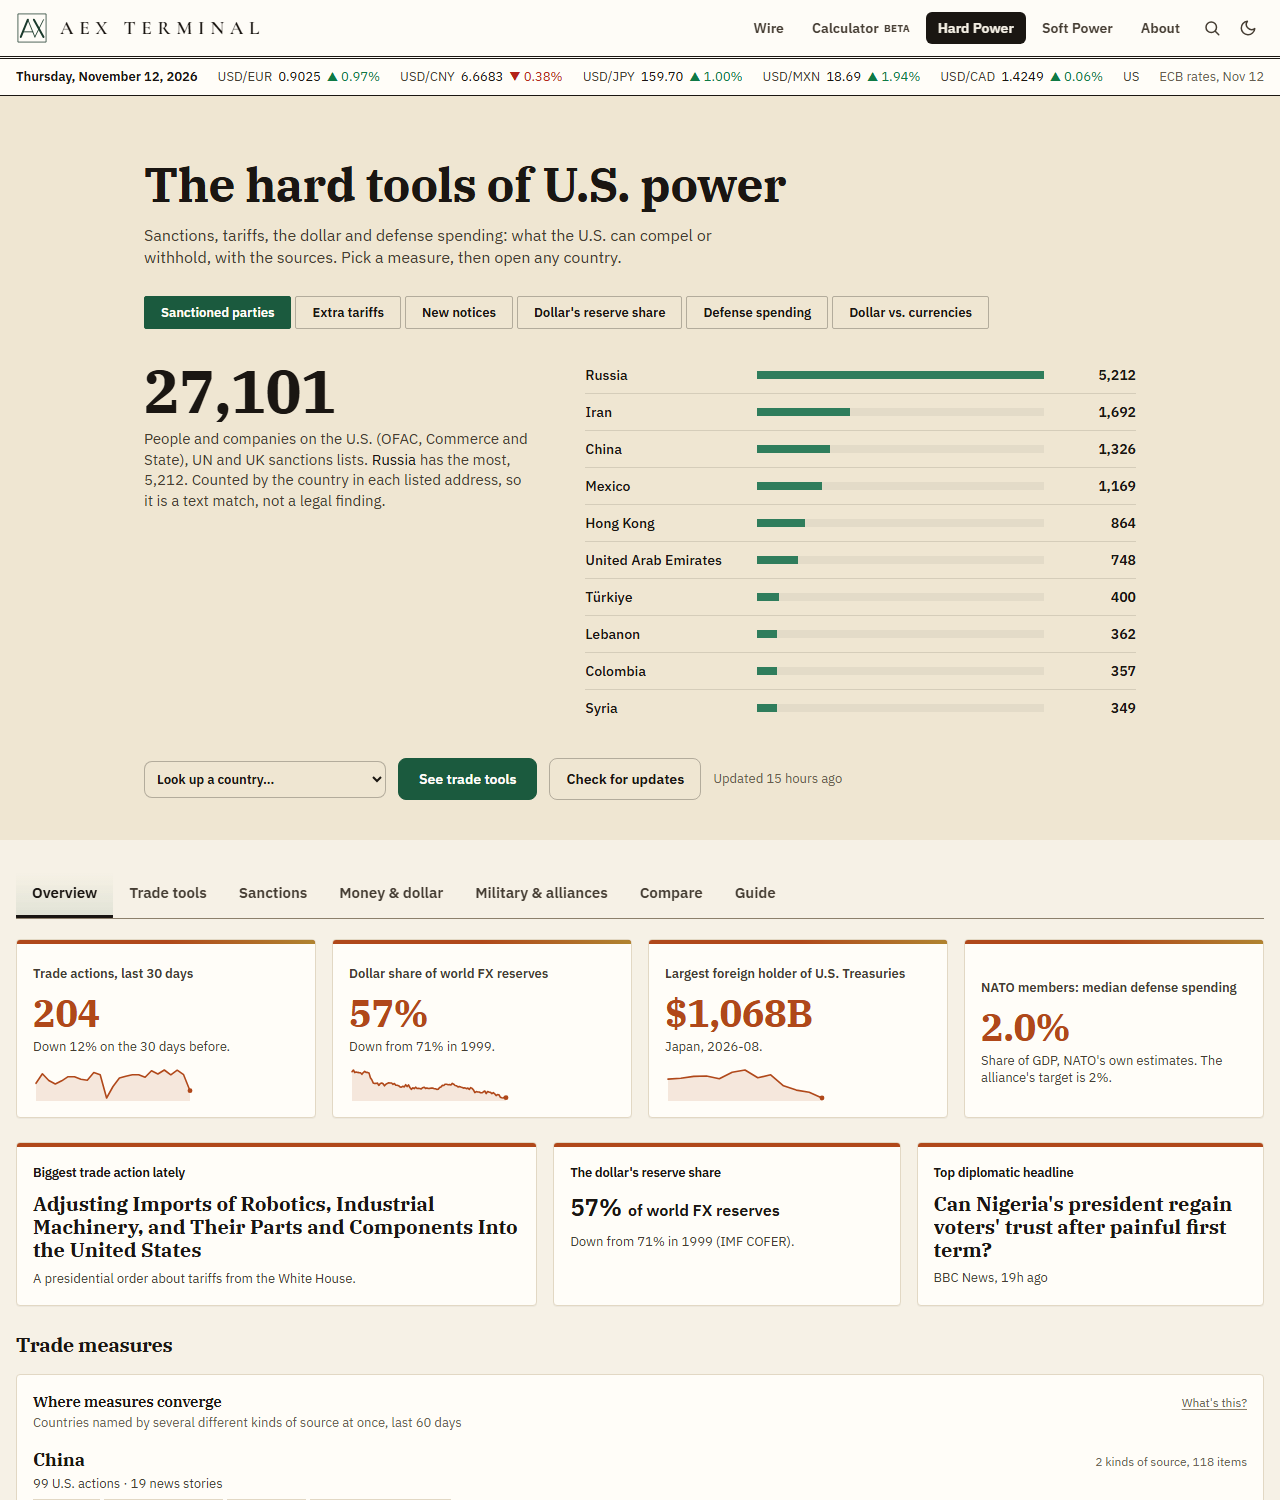 AEX TERMINAL
Wire
Calculator BETA
Hard Power
Soft Power
About
Thursday, November 12, 2026
USD/EUR 0.9025 ▲ 0.97%
USD/CNY 6.6683 ▼ 0.38%
USD/JPY 159.70 ▲ 1.00%
USD/MXN 18.69 ▲ 1.94%
USD/CAD 1.4249 ▲ 0.06%
US
ECB rates, Nov 12
The hard tools of U.S. power
Sanctions, tariffs, the dollar and defense spending: what the U.S. can compel or
withhold, with the sources. Pick a measure, then open any country.
Sanctioned parties
Extra tariffs
New notices
Dollar's reserve share
Defense spending
Dollar vs. currencies
27,101
People and companies on the U.S. (OFAC, Commerce and
State), UN and UK sanctions lists. Russia has the most,
5,212. Counted by the country in each listed address, so
it is a text match, not a legal finding.
Russia 5,212
Iran 1,692
China 1,326
Mexico 1,169
Hong Kong 864
United Arab Emirates 748
Türkiye 400
Lebanon 362
Colombia 357
Syria 349
Look up a country...
See trade tools
Check for updates
Updated 15 hours ago
Overview
Trade tools
Sanctions
Money & dollar
Military & alliances
Compare
Guide
Trade actions, last 30 days
204
Down 12% on the 30 days before.
Dollar share of world FX reserves
57%
Down from 71% in 1999.
Largest foreign holder of U.S. Treasuries
$1,068B
Japan, 2026-08.
NATO members: median defense spending
2.0%
Share of GDP, NATO's own estimates. The
alliance's target is 2%.
Biggest trade action lately
Adjusting Imports of Robotics, Industrial
Machinery, and Their Parts and Components Into
the United States
A presidential order about tariffs from the White House.
The dollar's reserve share
57% of world FX reserves
Down from 71% in 1999 (IMF COFER).
Top diplomatic headline
Can Nigeria's president regain
voters' trust after painful first
term?
BBC News, 19h ago
Trade measures
Where measures converge
What's this?
Countries named by several different kinds of source at once, last 60 days
China
2 kinds of source, 118 items
99 U.S. actions · 19 news stories